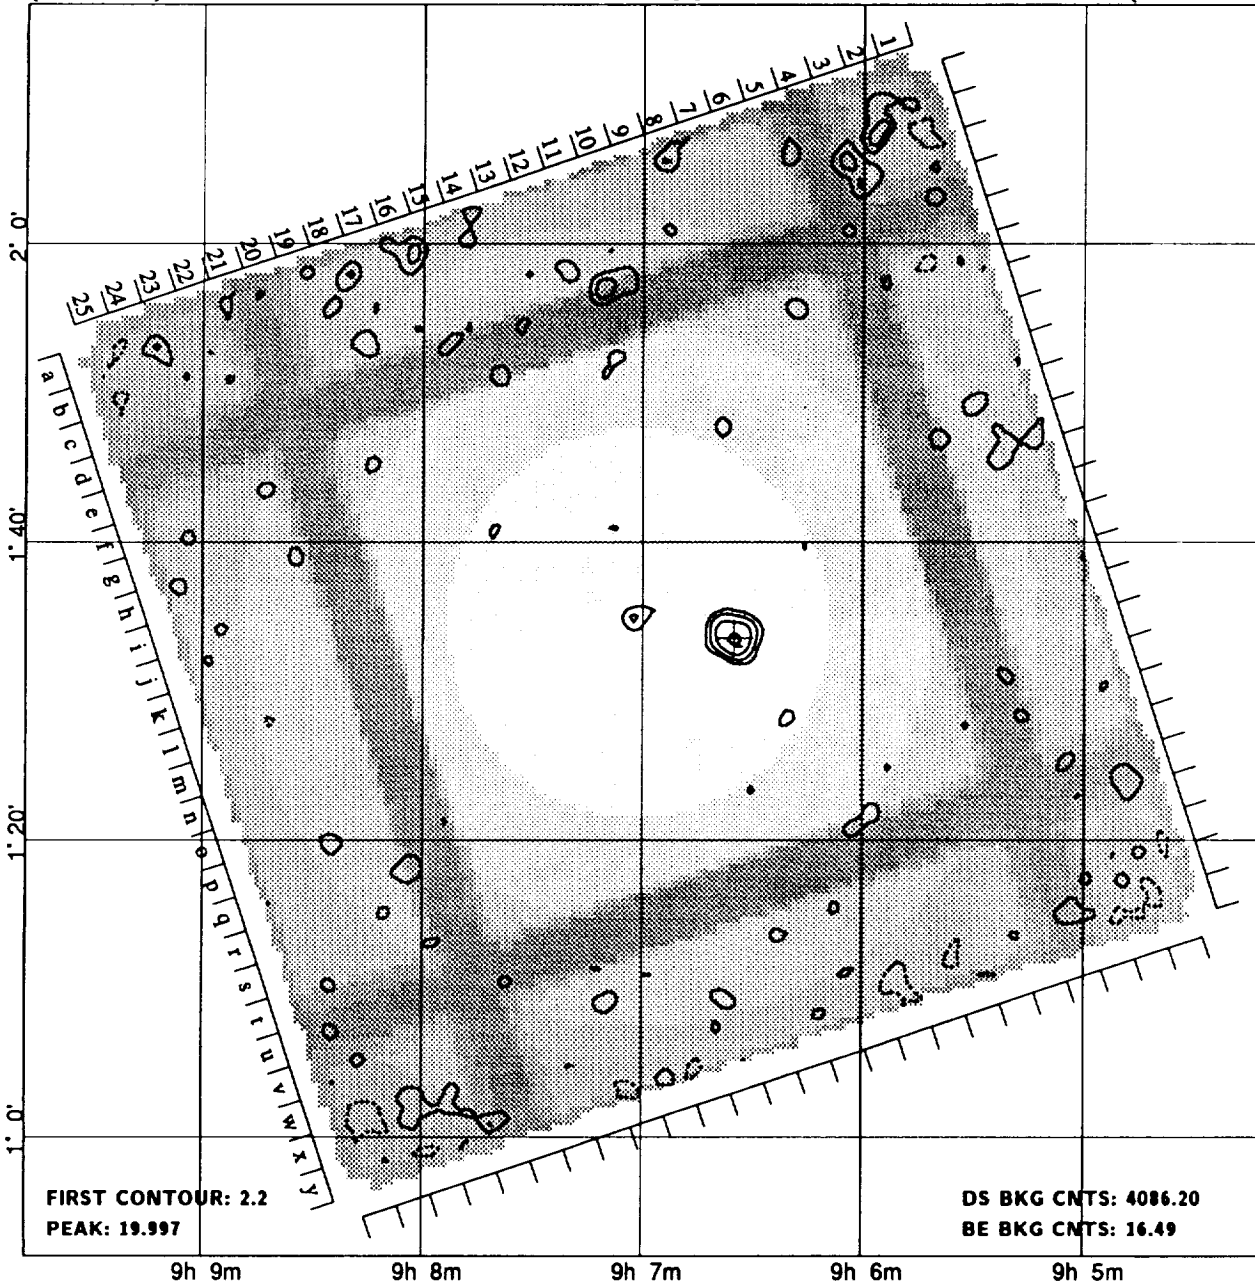 1
2
3
4
5
6
7
8
9
10
11
12
13
14
15
16
17
18
19
20
21
22
23
24
25
a
b
c
d
e
f
g
h
i
j
k
l
m
n
o
p
q
r
s
t
u
v
w
x
y
2° 0'
1° 40'
1° 20'
1° 0'
FIRST CONTOUR: 2.2
PEAK: 19.997
DS BKG CNTS: 4086.20
BE BKG CNTS: 16.49
9h 9m
9h 8m
9h 7m
9h 6m
9h 5m